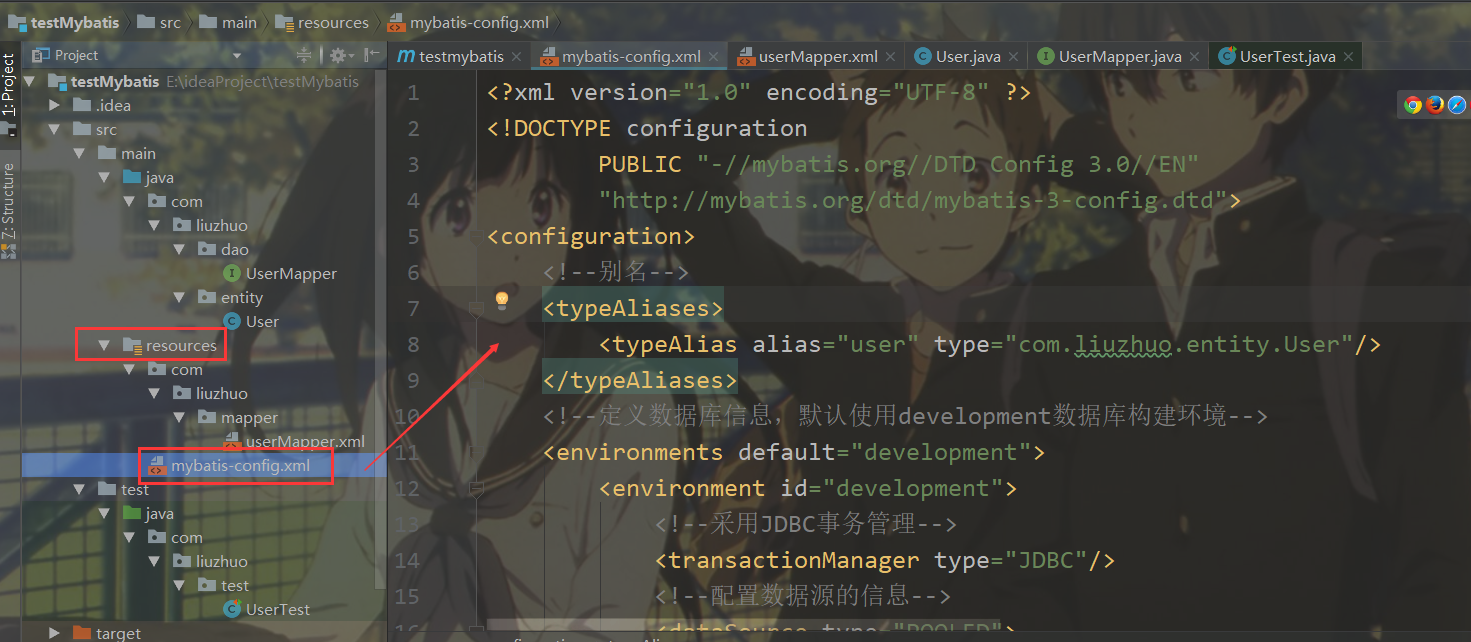 testMybatis src main resources mybatis-config.xml
Project
testmybatis mybatis-config.xml userMapper.xml User.java UserMapper.java UserTest.java
1: Project
Z: Structure
testMybatis E:\ideaProject\testMybatis
.idea
src
main
java
com
liuzhuo
dao
UserMapper
entity
User
resources
com
liuzhuo
mapper
userMapper.xml
mybatis-config.xml
test
java
com
liuzhuo
test
UserTest
target
1 <?xml version="1.0" encoding="UTF-8" ?>
2 <!DOCTYPE configuration
3 PUBLIC "-//mybatis.org//DTD Config 3.0//EN"
4 "http://mybatis.org/dtd/mybatis-3-config.dtd">
5 <configuration>
6 <!--别名-->
7 <typeAliases>
8 <typeAlias alias="user" type="com.liuzhuo.entity.User"/>
9 </typeAliases>
10 <!--定义数据库信息，默认使用development数据库构建环境-->
11 <environments default="development">
12 <environment id="development">
13 <!--采用JDBC事务管理-->
14 <transactionManager type="JDBC"/>
15 <!--配置数据源的信息-->
16 <dataSource type="POOLED">